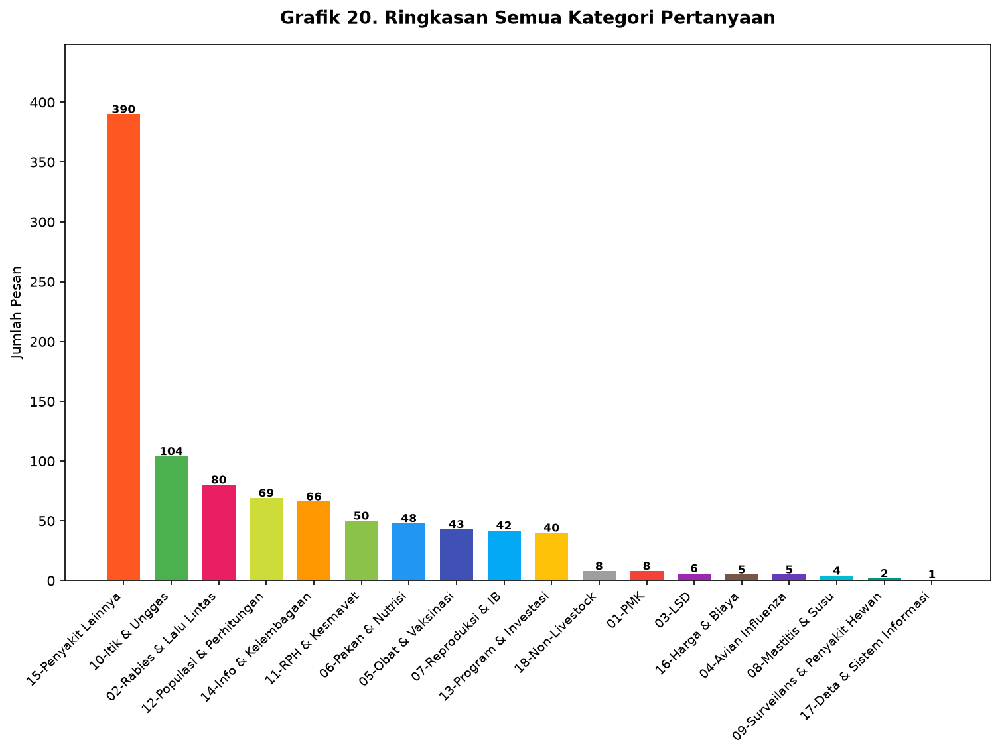 Grafik 20. Ringkasan Semua Kategori Pertanyaan
Jumlah Pesan
400
350
300
250
200
150
100
50
0
390
104
80
69
66
50
48
43
42
40
8
8
6
5
5
4
2
1
15-Penyakit Lainnya
10-Itik & Unggas
02-Rabies & Lalu Lintas
12-Populasi & Perhitungan
14-Info & Kelembagaan
11-RPH & Kesmavet
06-Pakan & Nutrisi
05-Obat & Vaksinasi
07-Reproduksi & IB
13-Program & Investasi
18-Non-Livestock
01-PMK
03-LSD
16-Harga & Biaya
04-Avian Influenza
08-Mastitis & Susu
09-Surveilans & Penyakit Hewan
17-Data & Sistem Informasi